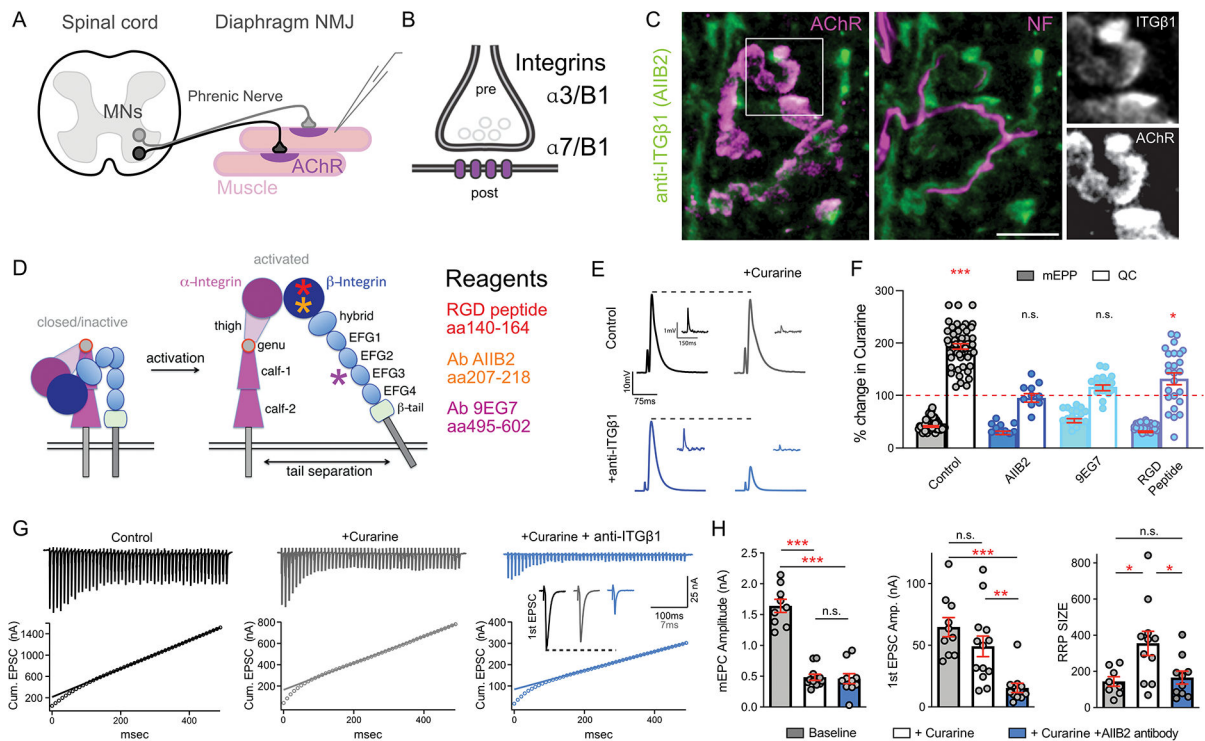 A
Spinal cord
Diaphragm NMJ
MNs
Phrenic Nerve
AChR
Muscle
B
Integrins
pre
α3/B1
α7/B1
post
C
anti-ITGβ1 (AIIB2)
AChR
NF
ITGβ1
AChR
D
closed/inactive
activation
activated
α-Integrin
β-Integrin
thigh
genu
calf-1
calf-2
hybrid
EFG1
EFG2
EFG3
EFG4
β-tail
tail separation
Reagents
RGD peptide
aa140-164
Ab AIIB2
aa207-218
Ab 9EG7
aa495-602
E
+Curarine
Control
1mV
150ms
10mV
75ms
+anti-ITGβ1
F
mEPP
QC
% change in Curarine
300
200
100
0
***
n.s.
n.s.
*
Control
AIIB2
9EG7
RGD
Peptide
G
Control
+Curarine
+Curarine + anti-ITGβ1
25 nA
100ms
7ms
1st EPSC
Cum. EPSC (nA)
1400
1000
600
200
0
200
400
msec
Cum. EPSC (nA)
800
600
400
160
0
200
400
msec
Cum. EPSC (nA)
400
300
200
100
0
200
400
msec
H
mEPC Amplitude (nA)
2.5
2.0
1.5
1.0
0.5
0.0
***
***
n.s.
1st EPSC Amp. (nA)
100
50
0
n.s.
***
**
RRP SIZE
800
600
400
200
0
n.s.
*
*
Baseline
+ Curarine
+ Curarine +AIIB2 antibody